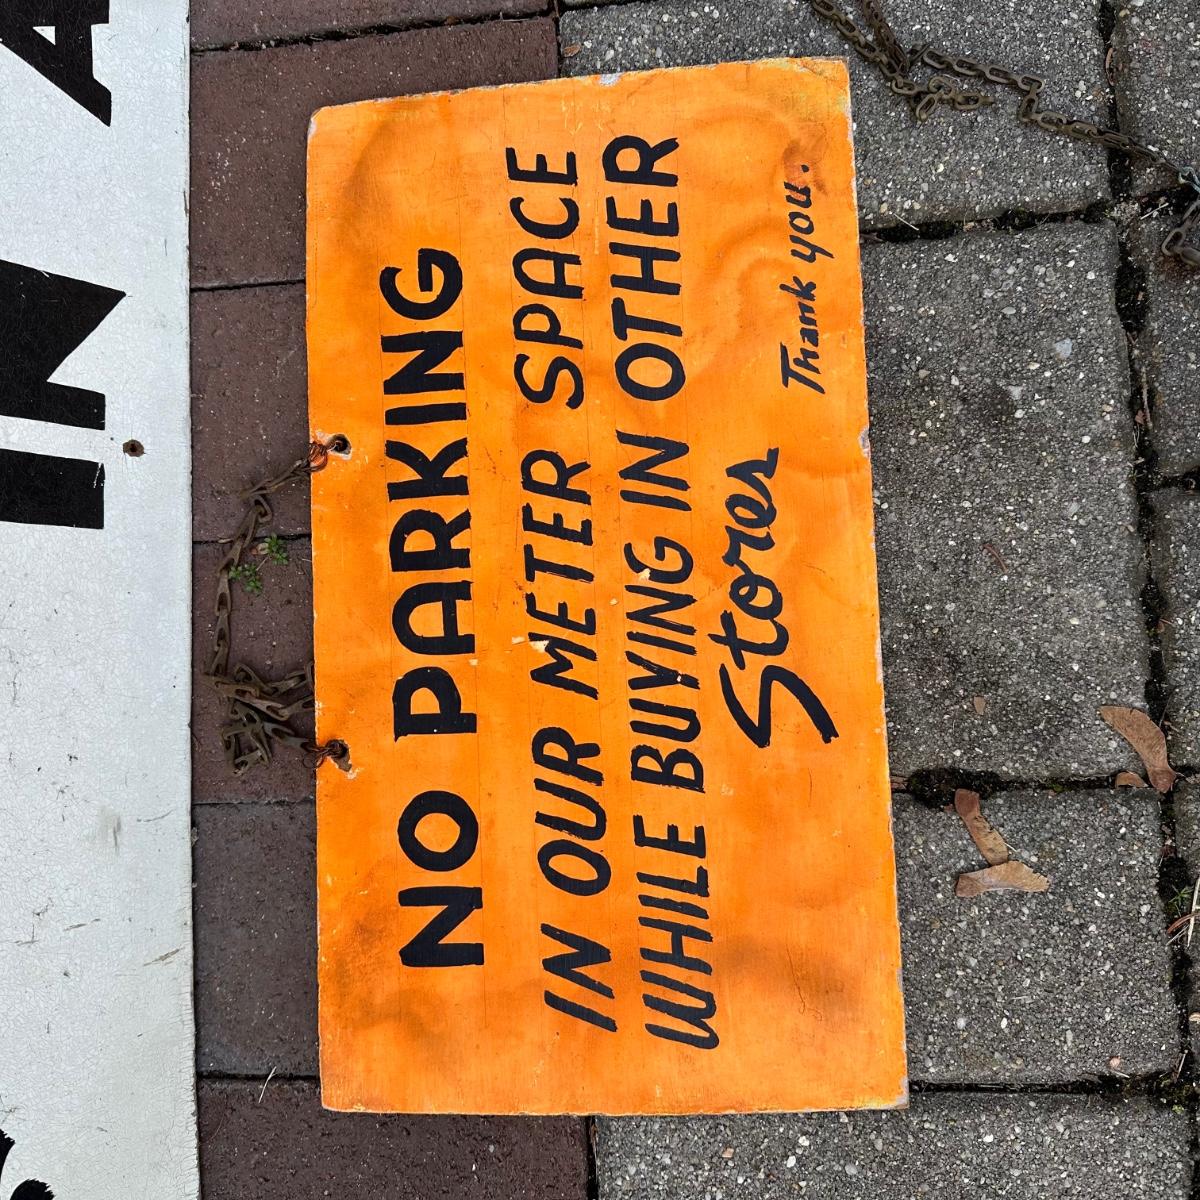 NO PARKING
IN OUR METER SPACE
WHILE BUYING IN OTHER
Stores
Thank you.
IN A